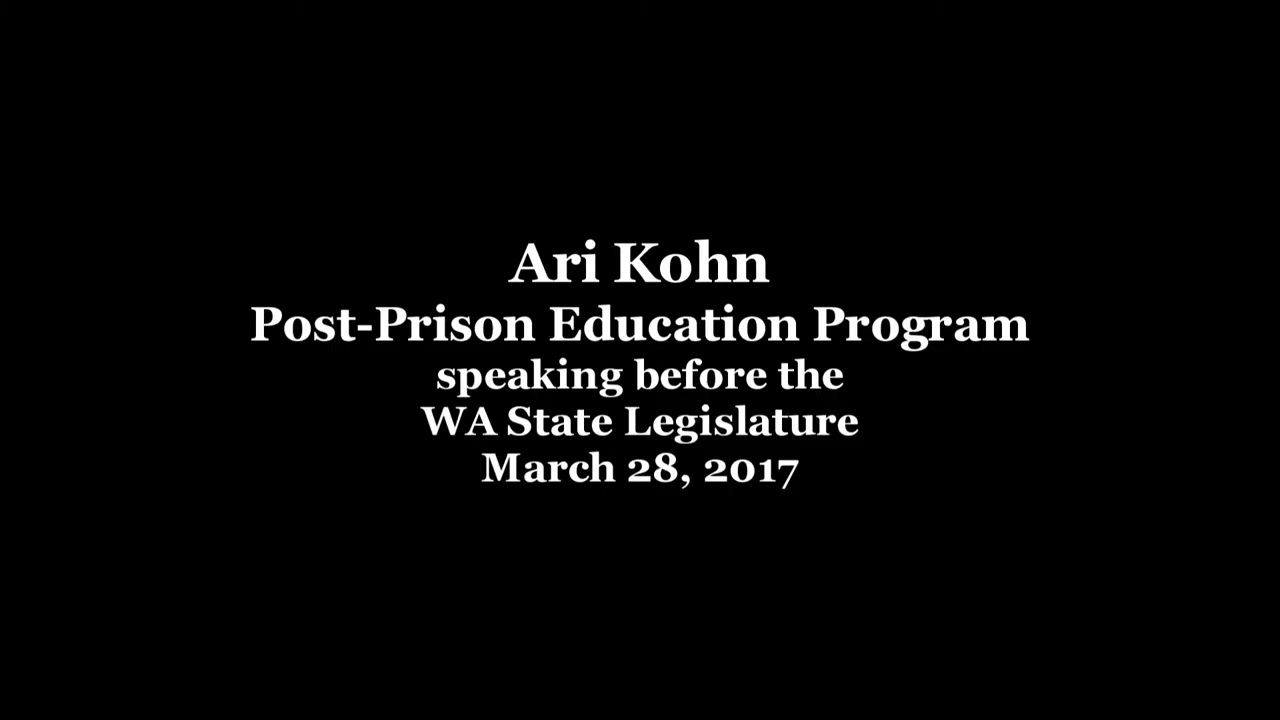 Ari Kohn
Post-Prison Education Program
speaking before the
WA State Legislature
March 28, 2017